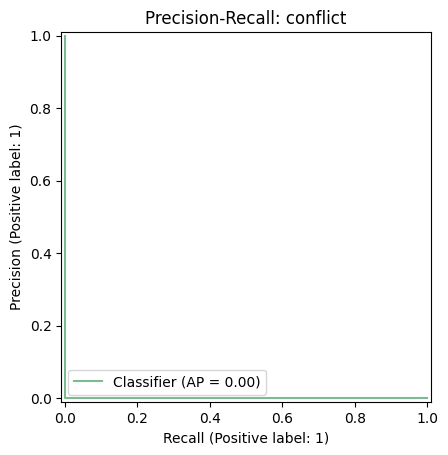 Precision-Recall: conflict
1.0
0.8
0.6
0.4
0.2
0.0
Precision (Positive label: 1)
Classifier (AP = 0.00)
0.0 0.2 0.4 0.6 0.8 1.0
Recall (Positive label: 1)